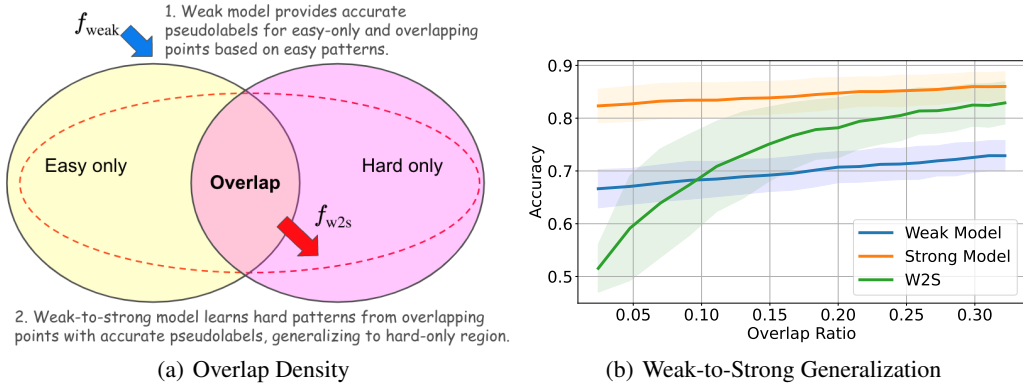 f_weak
1. Weak model provides accurate
pseudolabels for easy-only and overlapping
points based on easy patterns.
Easy only
Overlap
Hard only
f_w2s
2. Weak-to-strong model learns hard patterns from overlapping
points with accurate pseudolabels, generalizing to hard-only region.
(a) Overlap Density
0.9
0.8
0.7
0.6
0.5
Accuracy
0.05 0.10 0.15 0.20 0.25 0.30
Overlap Ratio
Weak Model
Strong Model
W2S
(b) Weak-to-Strong Generalization